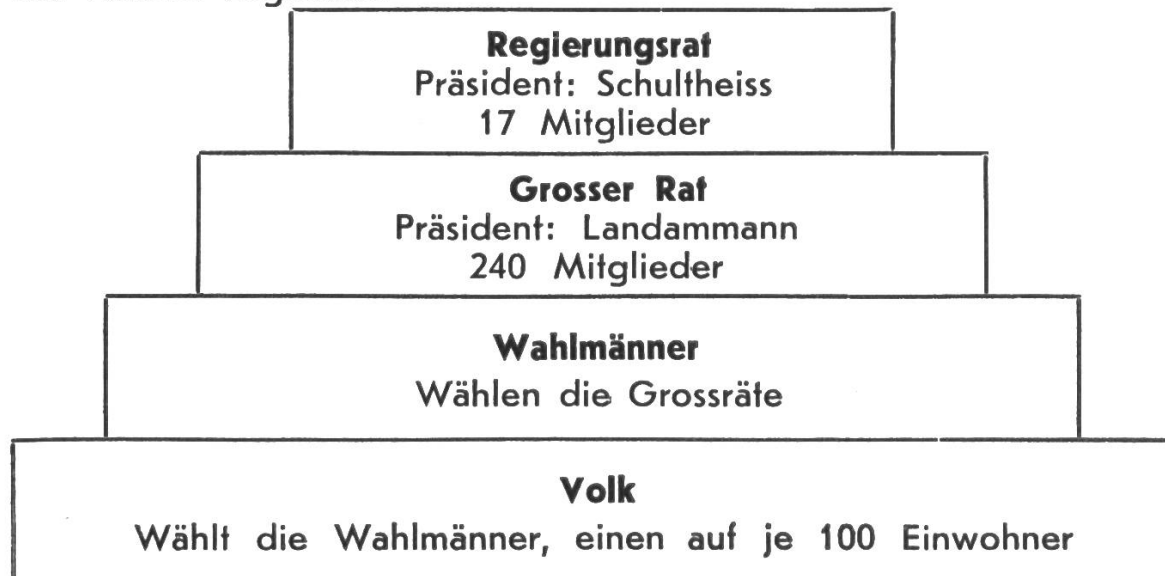 Regierungsrat
Präsident: Schultheiss
17 Mitglieder
Grosser Rat
Präsident: Landammann
240 Mitglieder
Wahlmänner
Wählen die Grossräte
Volk
Wählt die Wahlmänner, einen auf je 100 Einwohner